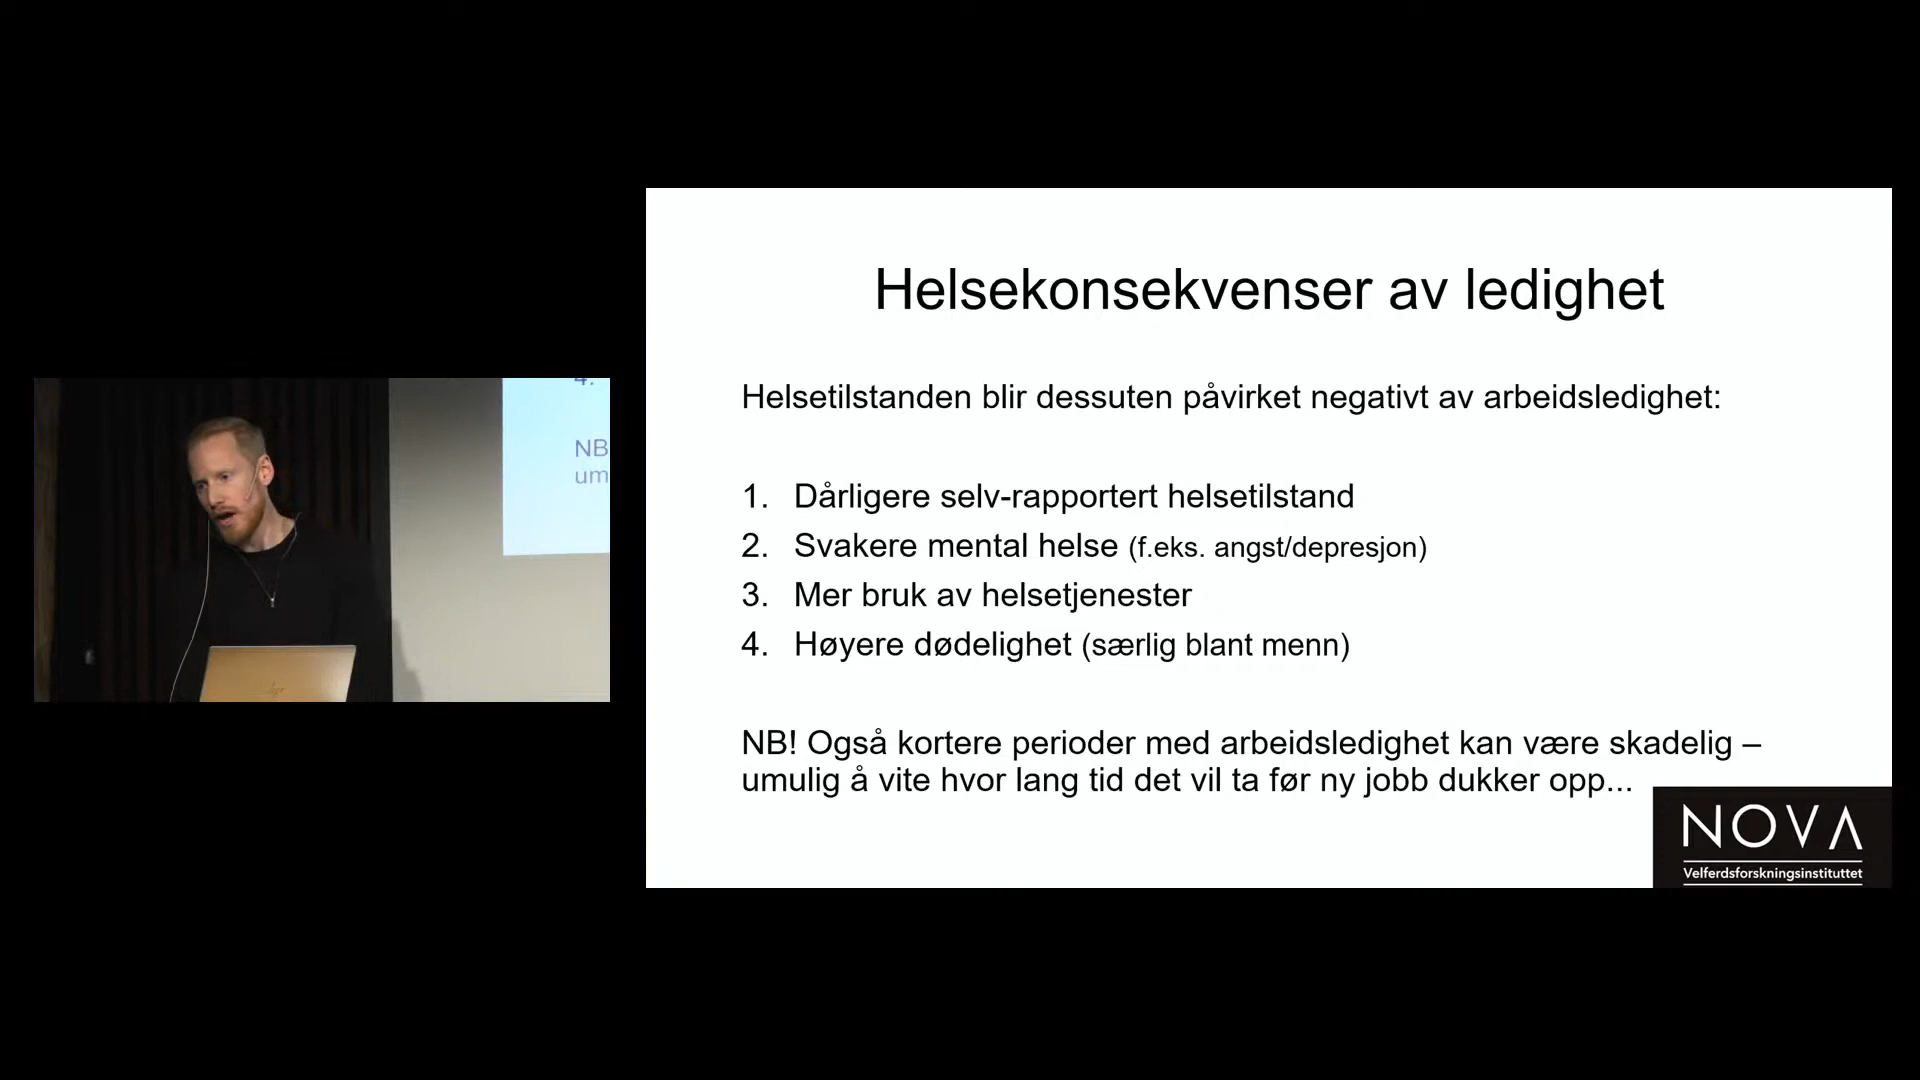 Helsekonsekvenser av ledighet
Helsetilstanden blir dessuten påvirket negativt av arbeidsledighet:
1. Dårligere selv-rapportert helsetilstand
2. Svakere mental helse (f.eks. angst/depresjon)
3. Mer bruk av helsetjenester
4. Høyere dødelighet (særlig blant menn)
NB! Også kortere perioder med arbeidsledighet kan være skadelig –
umulig å vite hvor lang tid det vil ta før ny jobb dukker opp...
NOVA
Velferdsforskningsinstituttet
4.
NB
um